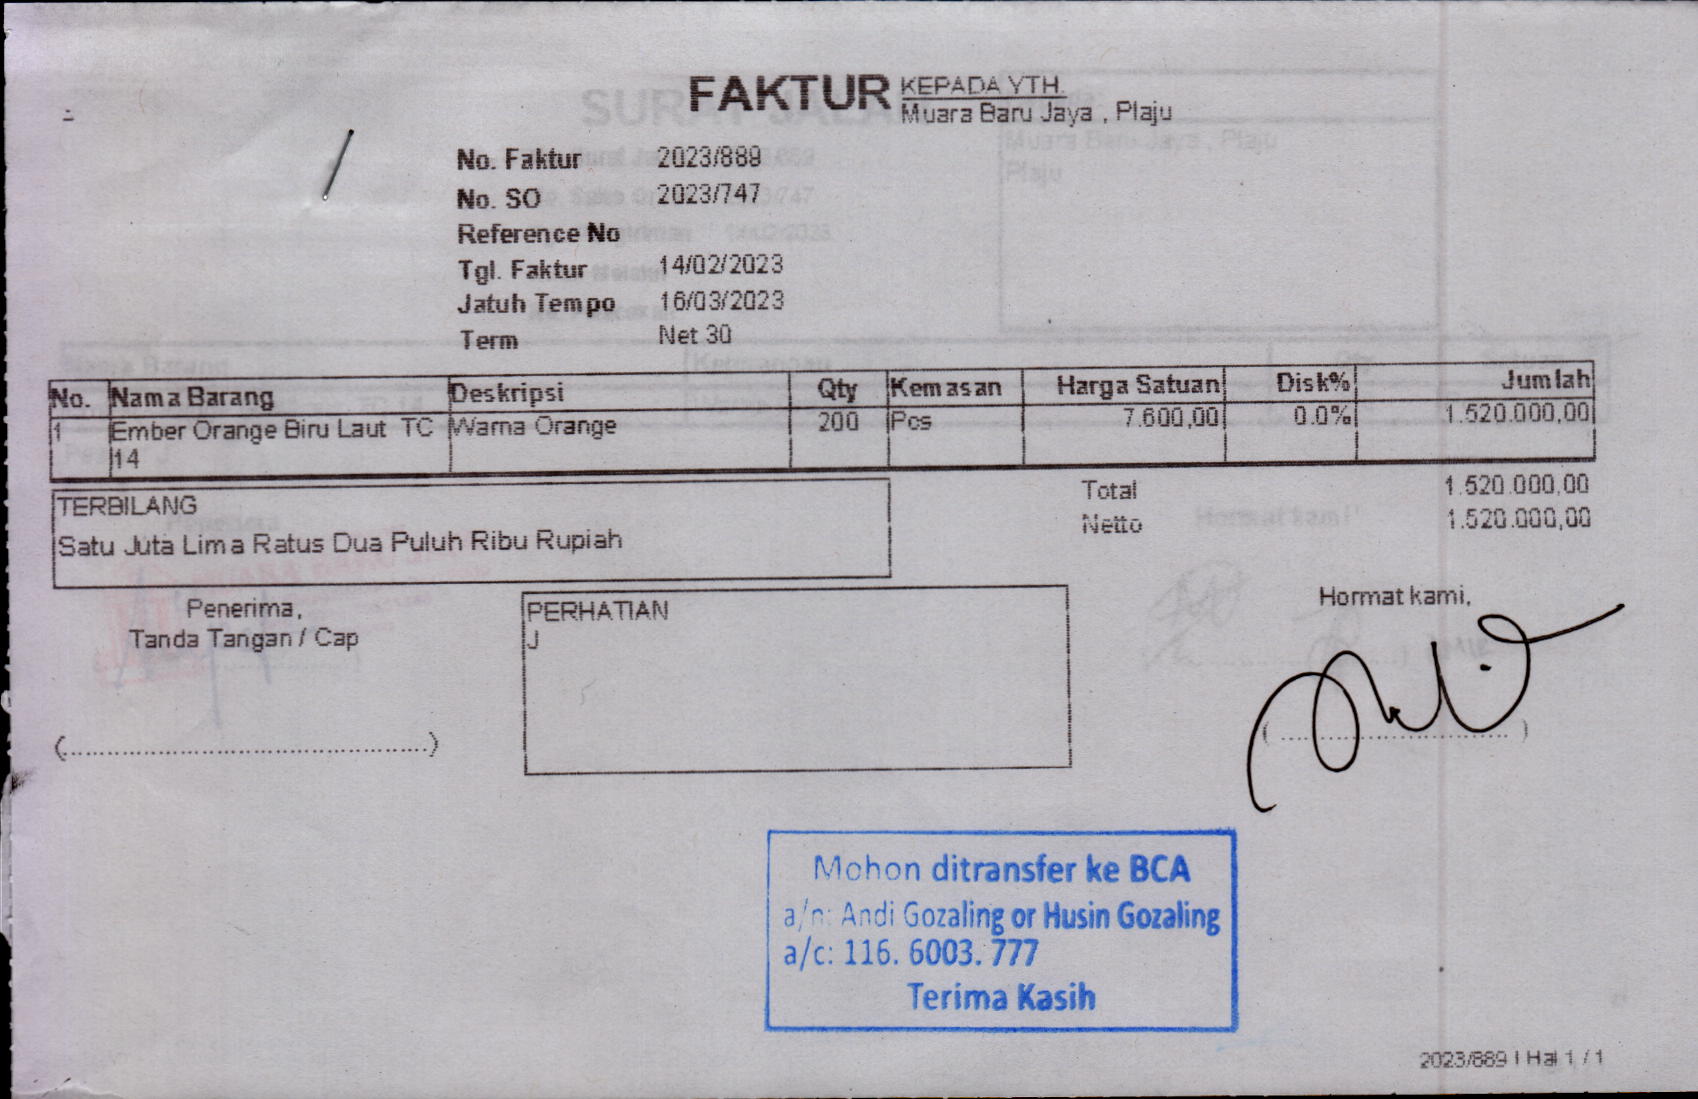 FAKTUR
KEPADA YTH.
Muara Baru Jaya , Plaju
No. Faktur 2023/889
No. SO 2023/747
Reference No
Tgl. Faktur 14/02/2023
Jatuh Tempo 16/03/2023
Term Net 30
No. Nama Barang Deskripsi Qty Kemasan Harga Satuan Disk% Jumlah
1 Ember Orange Biru Laut TC Warna Orange 200 Pcs 7.600,00 0.0% 1.520.000,00
14
TERBILANG
Satu Juta Lima Ratus Dua Puluh Ribu Rupiah
Total 1.520.000,00
Netto 1.520.000,00
Penerima,
Tanda Tangan / Cap
PERHATIAN
J
Hormat kami,
(.............................................)
( ........................................ )
Mohon ditransfer ke BCA
a/n: Andi Gozaling or Husin Gozaling
a/c: 116. 6003. 777
Terima Kasih
2023/889 | Hal 1 / 1